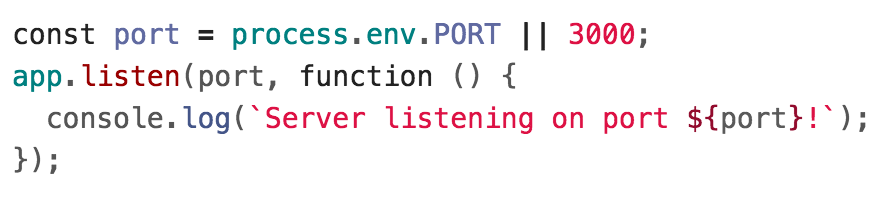 const port = process.env.PORT || 3000;
app.listen(port, function () {
  console.log(`Server listening on port ${port}!`);
});